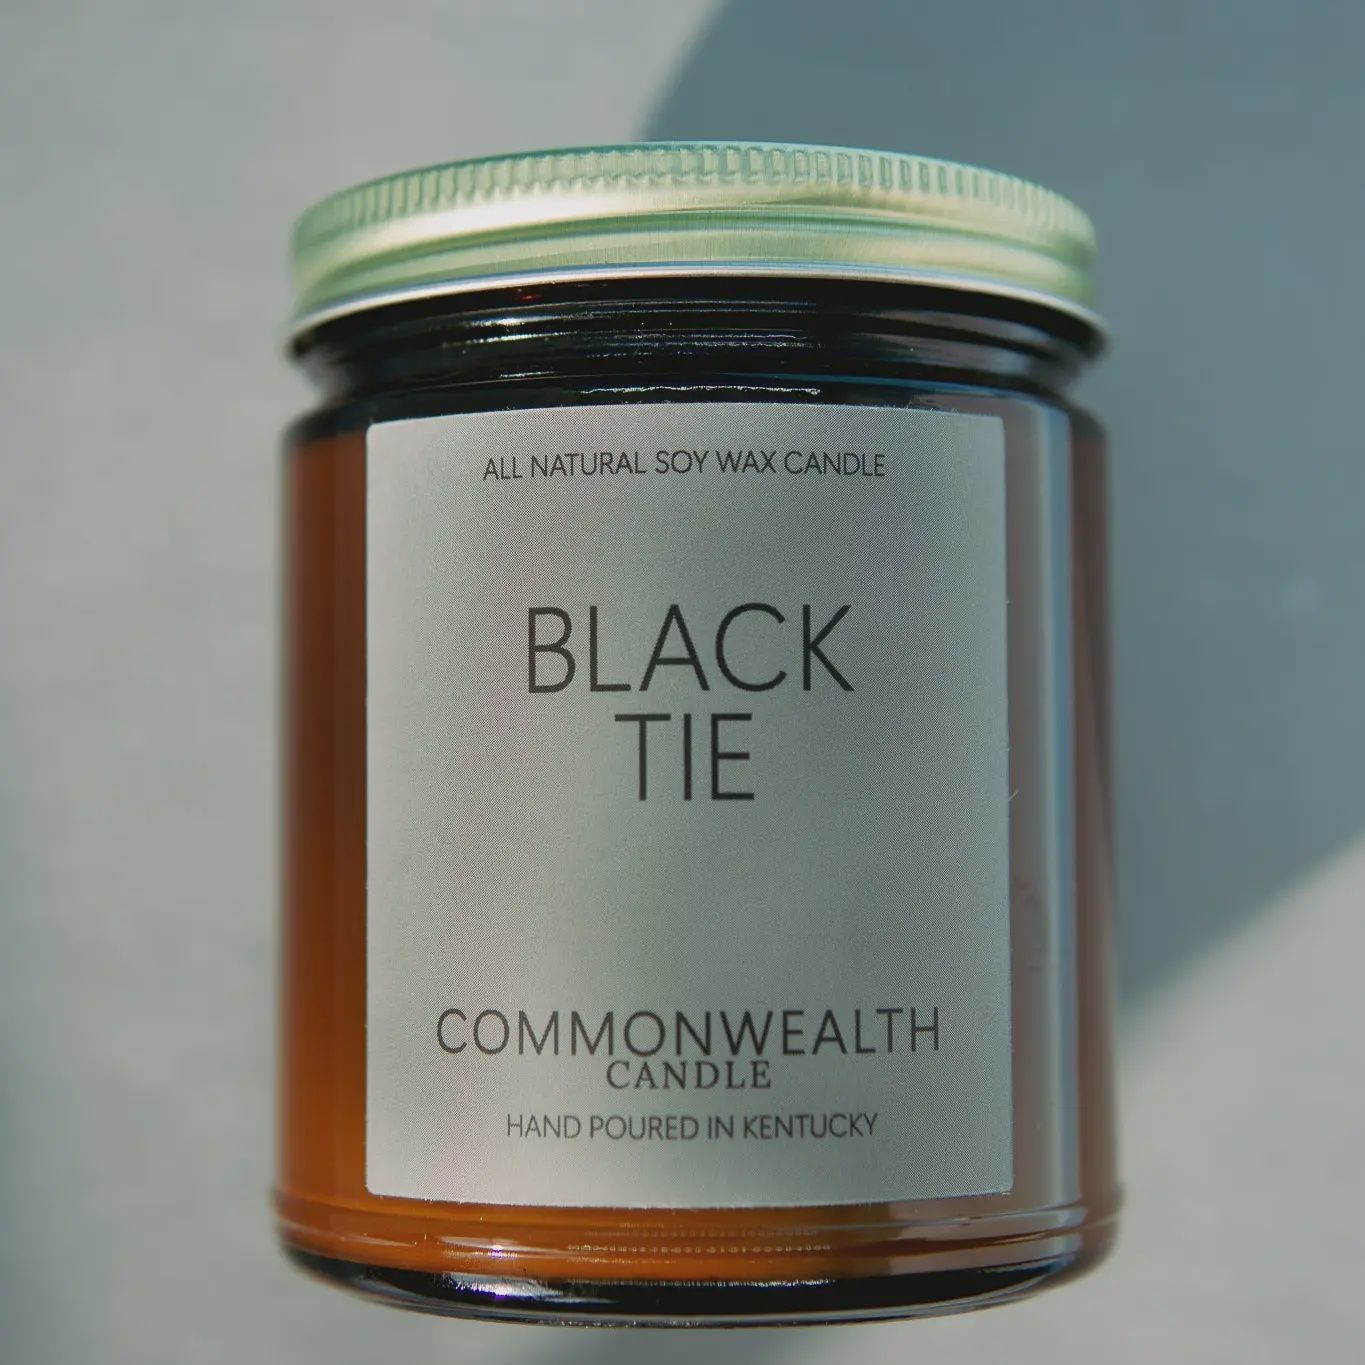 ALL NATURAL SOY WAX CANDLE
BLACK
TIE
COMMONWEALTH
CANDLE
HAND POURED IN KENTUCKY